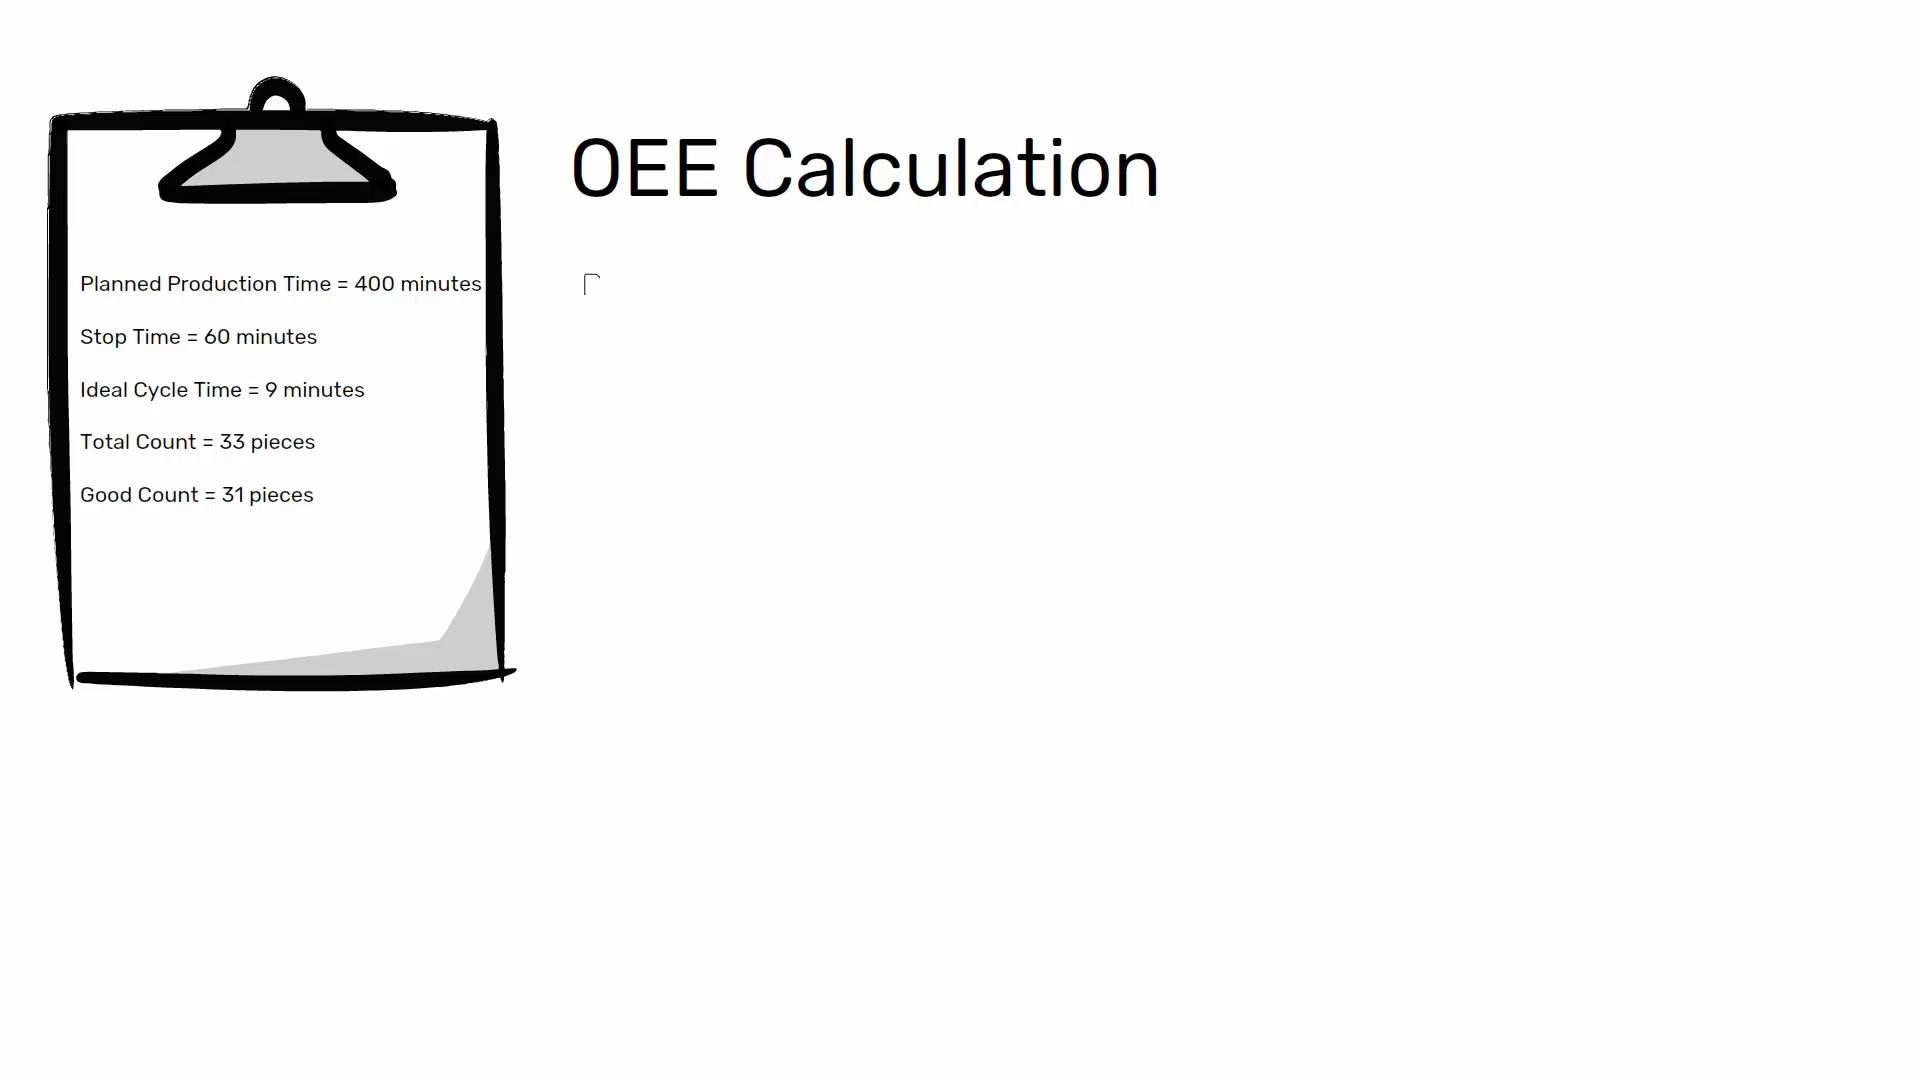 OEE Calculation
Planned Production Time = 400 minutes
Stop Time = 60 minutes
Ideal Cycle Time = 9 minutes
Total Count = 33 pieces
Good Count = 31 pieces